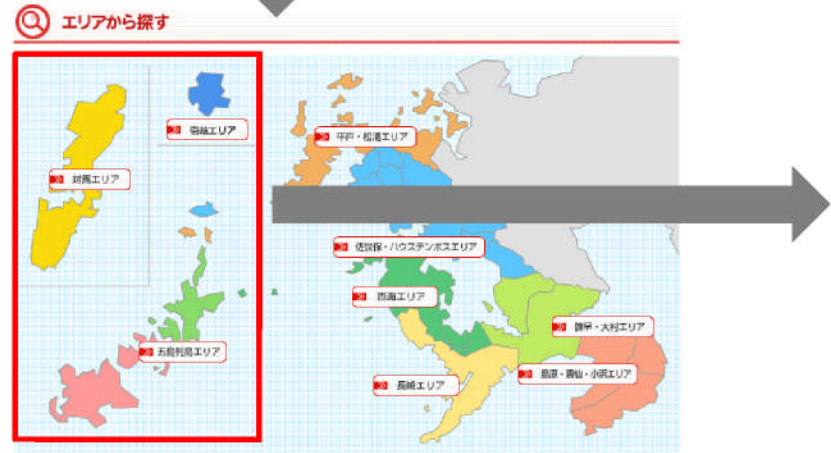 エリアから探す
壱岐エリア
平戸・松浦エリア
対馬エリア
佐世保・ハウステンボスエリア
西海エリア
諫早・大村エリア
五島列島エリア
島原・雲仙・小浜エリア
長崎エリア